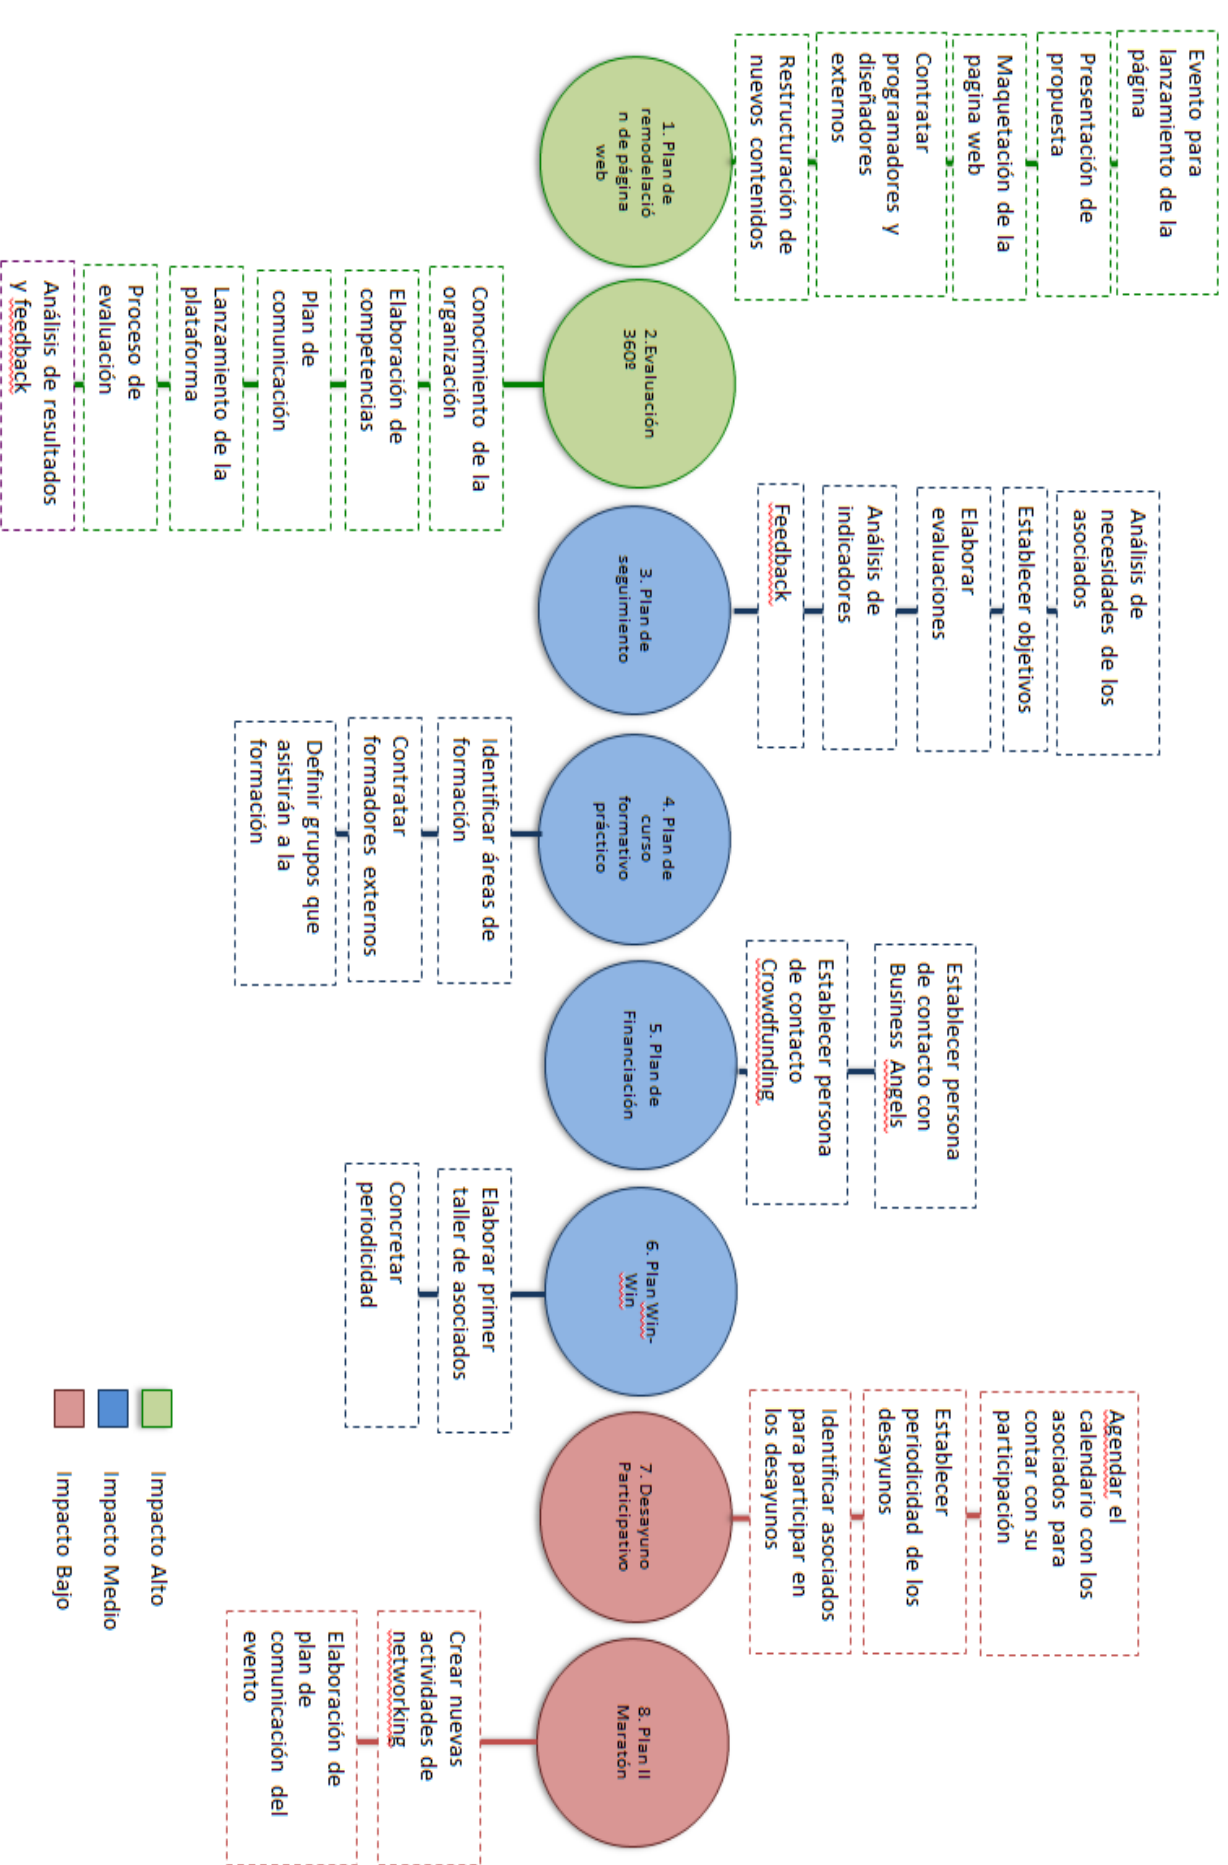 Evento para
lanzamiento de la
página
Presentación de
propuesta
Maquetación de la
pagina web
Contratar
programadores y
diseñadores
externos
Restructuración de
nuevos contenidos
1. Plan de
remodelació
n de página
web
2.Evaluación
360º
Conocimiento de la
organización
Elaboración de
competencias
Plan de
comunicación
Lanzamiento de la
plataforma
Proceso de
evaluación
Análisis de resultados
y feedback
Análisis de
necesidades de los
asociados
Establecer objetivos
Elaborar
evaluaciones
Análisis de
indicadores
Feedback
3. Plan de
seguimiento
4. Plan de
curso
formativo
práctico
Identificar áreas de
formación
Contratar
formadores externos
Definir grupos que
asistirán a la
formación
Establecer persona
de contacto con
Business Angels
Establecer persona
de contacto
Crowdfunding
5. Plan de
Financiación
6. Plan Win-
Win
Elaborar primer
taller de asociados
Concretar
periodicidad
Agendar el
calendario con los
asociados para
contar con su
participación
Establecer
periodicidad de los
desayunos
Identificar asociados
para participar en
los desayunos
7. Desayuno
Participativo
8. Plan II
Maratón
Crear nuevas
actividades de
networking
Elaboración de
plan de
comunicación del
evento
Impacto Alto
Impacto Medio
Impacto Bajo